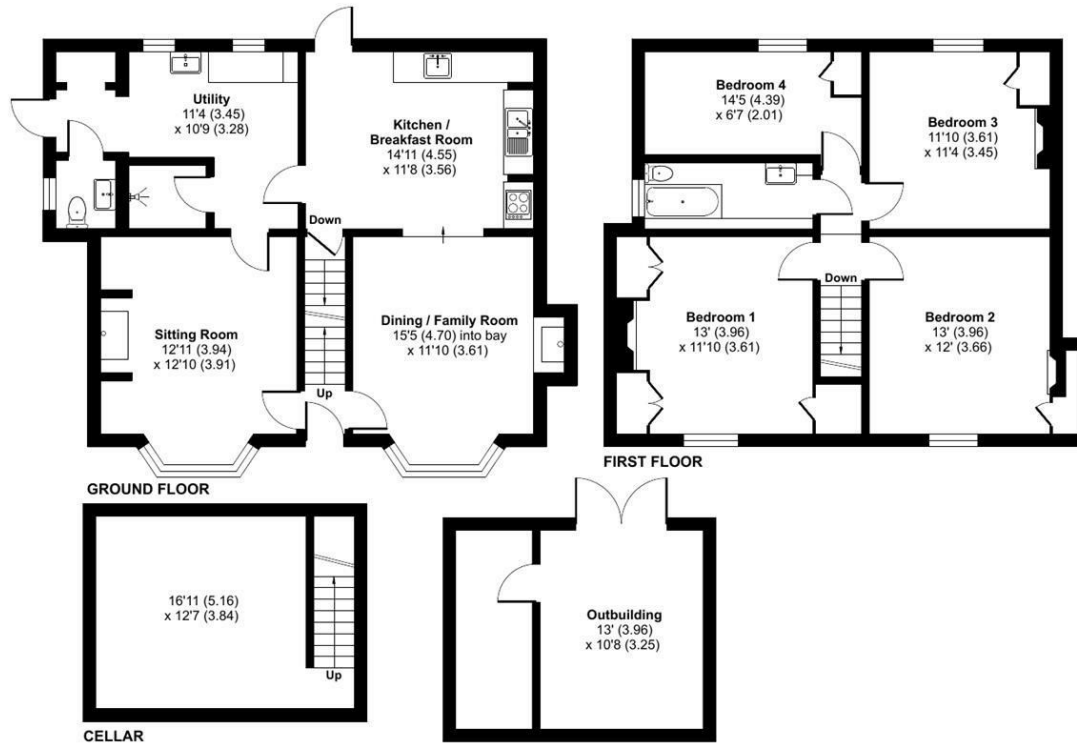 Utility
11'4 (3.45)
x 10'9 (3.28)
Kitchen /
Breakfast Room
14'11 (4.55)
x 11'8 (3.56)
Down
Sitting Room
12'11 (3.94)
x 12'10 (3.91)
Dining / Family Room
15'5 (4.70) into bay
x 11'10 (3.61)
Up
GROUND FLOOR
Bedroom 4
14'5 (4.39)
x 6'7 (2.01)
Bedroom 3
11'10 (3.61)
x 11'4 (3.45)
Down
Bedroom 1
13' (3.96)
x 11'10 (3.61)
Bedroom 2
13' (3.96)
x 12' (3.66)
FIRST FLOOR
16'11 (5.16)
x 12'7 (3.84)
Up
CELLAR
Outbuilding
13' (3.96)
x 10'8 (3.25)